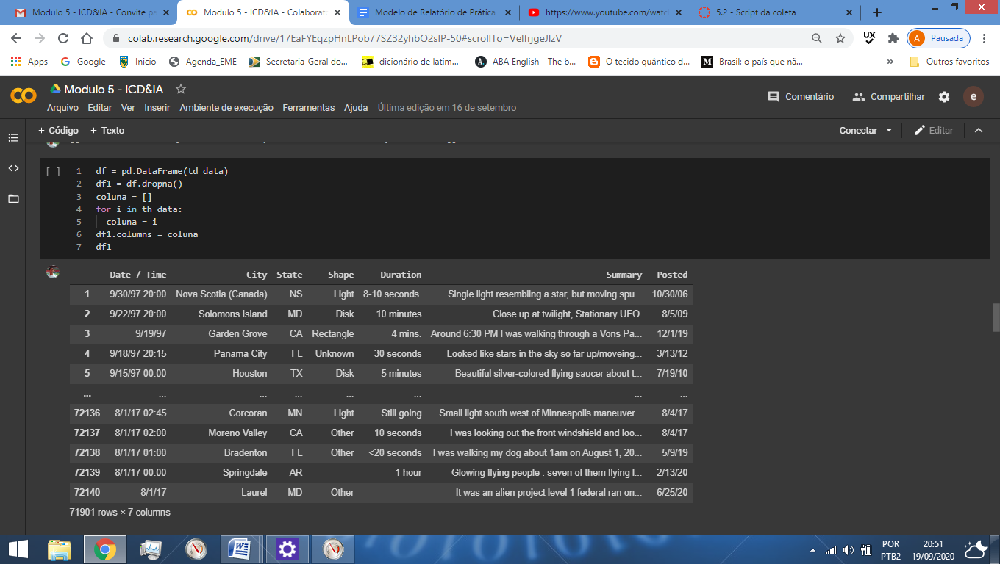 Modulo 5 - ICD&IA - Convite pa
Modulo 5 - ICD&IA - Colaborat
Modelo de Relatório de Prática
https://www.youtube.com/watc
5.2 - Script da coleta
colab.research.google.com/drive/17EaFYEqzpHnLPob77SZ32yhbO2slP-50#scrollTo=VelfrjgeJlzV
UX
A Pausada
Apps
Google
Inicio
Agenda_EME
Secretaria-Geral do...
dicionário de latim...
ABA English - The b...
O tecido quântico d...
M Brasil: o país que nã...
»
Outros favoritos
Modulo 5 - ICD&IA
Comentário
Compartilhar
e
Arquivo Editar Ver Inserir Ambiente de execução Ferramentas Ajuda Última edição em 16 de setembro
+ Código + Texto
Conectar
Editar
[ ]
1 df = pd.DataFrame(td_data)
2 df1 = df.dropna()
3 coluna = []
4 for i in th_data:
5 coluna = i
6 df1.columns = coluna
7 df1
Date / Time City State Shape Duration Summary Posted
1 9/30/97 20:00 Nova Scotia (Canada) NS Light 8-10 seconds. Single light resembling a star, but moving spu... 10/30/06
2 9/22/97 20:00 Solomons Island MD Disk 10 minutes Close up at twilight, Stationary UFO. 8/5/09
3 9/19/97 Garden Grove CA Rectangle 4 mins. Around 6:30 PM I was walking through a Vons Pa... 12/1/19
4 9/18/97 20:15 Panama City FL Unknown 30 seconds Looked like stars in the sky so far up/moveing... 3/13/12
5 9/15/97 00:00 Houston TX Disk 5 minutes Beautiful silver-colored flying saucer about t... 7/19/10
... ... ... ... ... ... ... ...
72136 8/1/17 02:45 Corcoran MN Light Still going Small light south west of Minneapolis maneuver... 8/4/17
72137 8/1/17 02:00 Moreno Valley CA Other 10 seconds I was looking out the front windshield and loo... 8/4/17
72138 8/1/17 01:00 Bradenton FL Other <20 seconds I was walking my dog about 1am on August 1, 20... 5/9/19
72139 8/1/17 00:00 Springdale AR 1 hour Glowing flying people . seven of them flying l... 2/13/20
72140 8/1/17 Laurel MD Other It was an alien project level 1 federal ran on... 6/25/20
71901 rows × 7 columns
POR
PTB2
20:51
19/09/2020